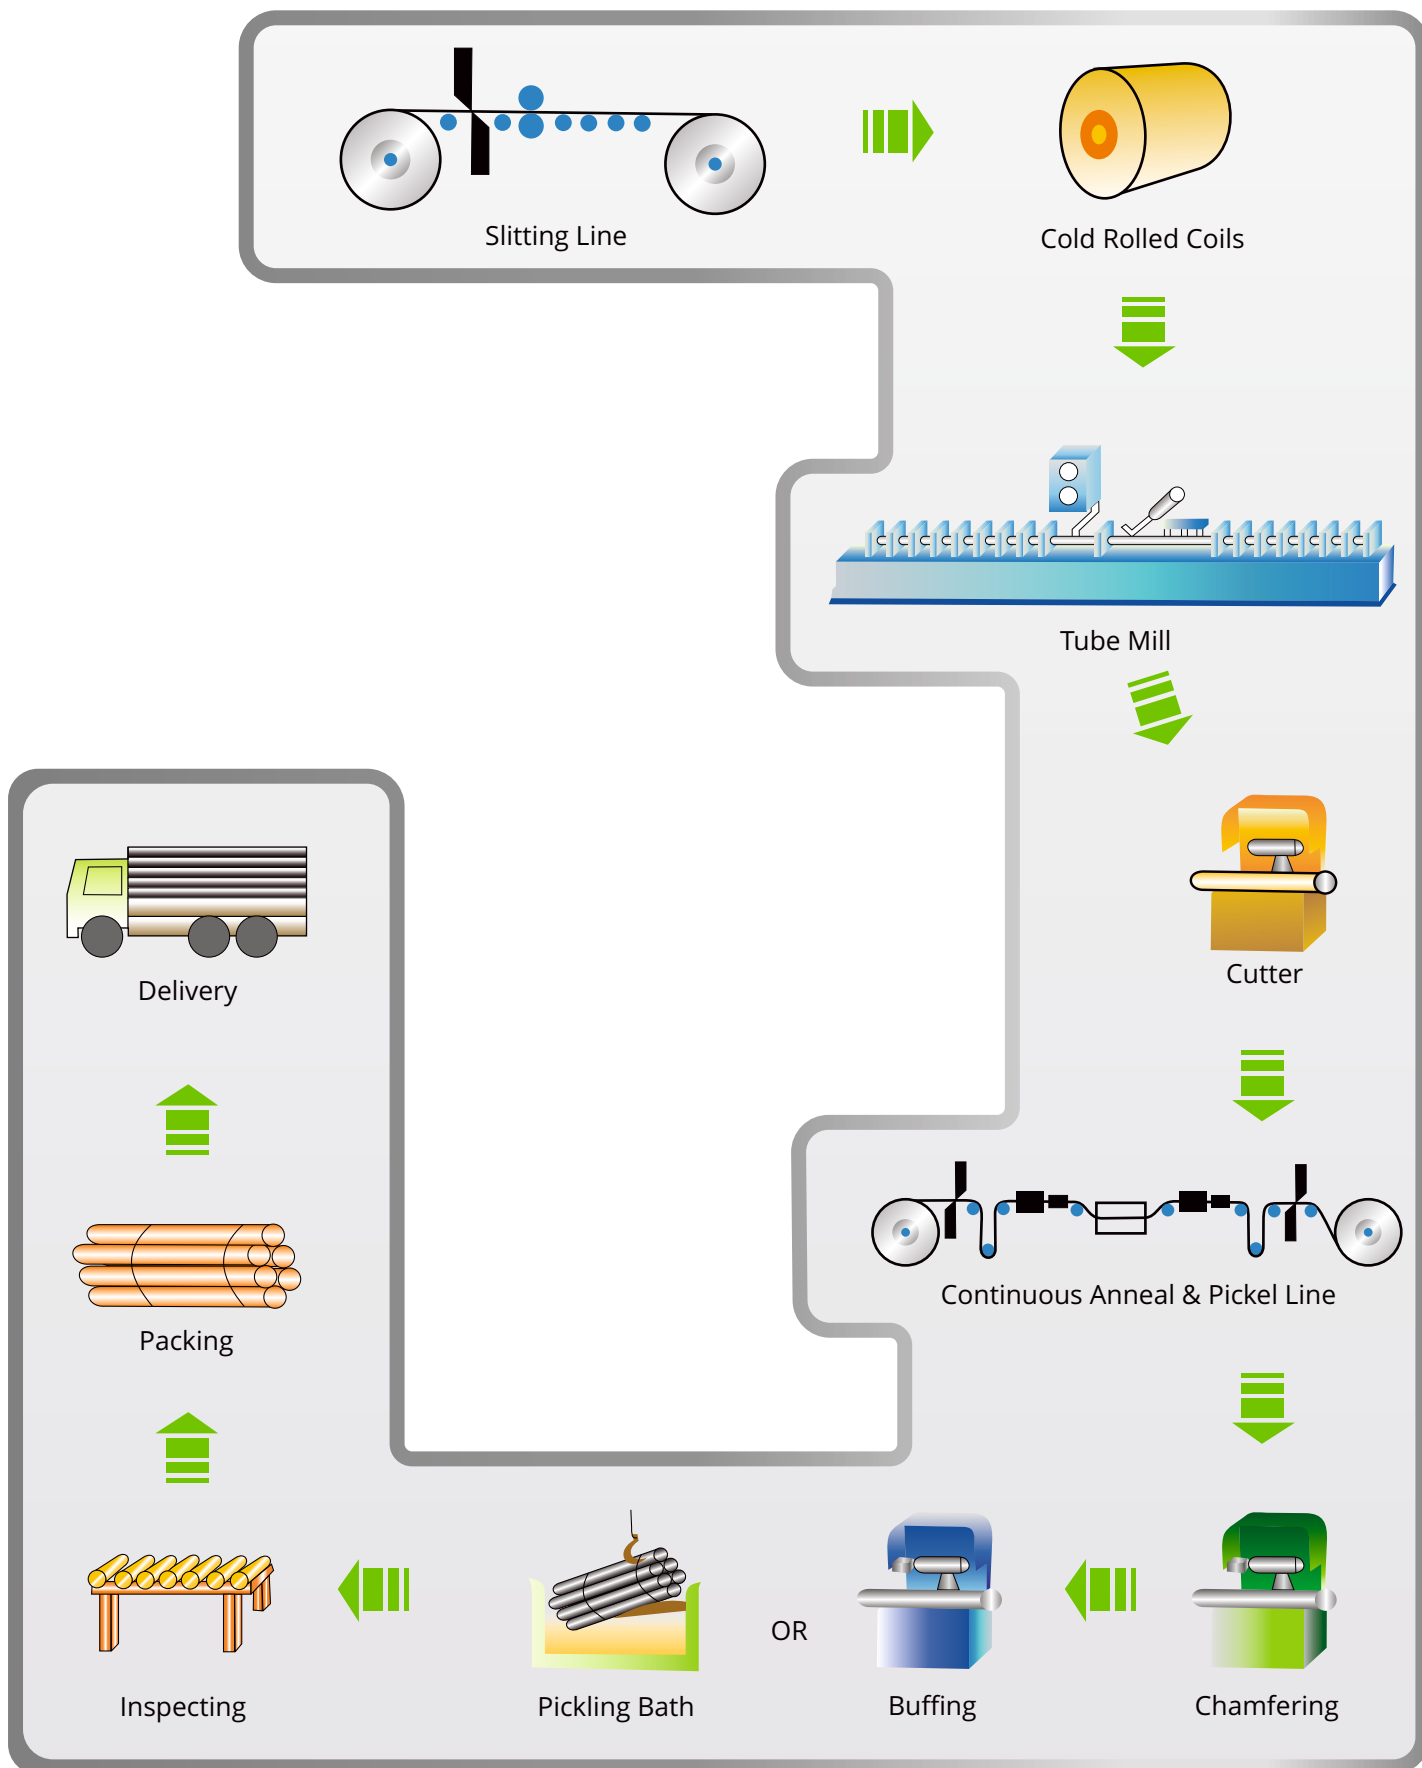 Slitting Line
Cold Rolled Coils
Tube Mill
Cutter
Continuous Anneal & Pickel Line
Chamfering
Buffing
OR
Pickling Bath
Inspecting
Packing
Delivery